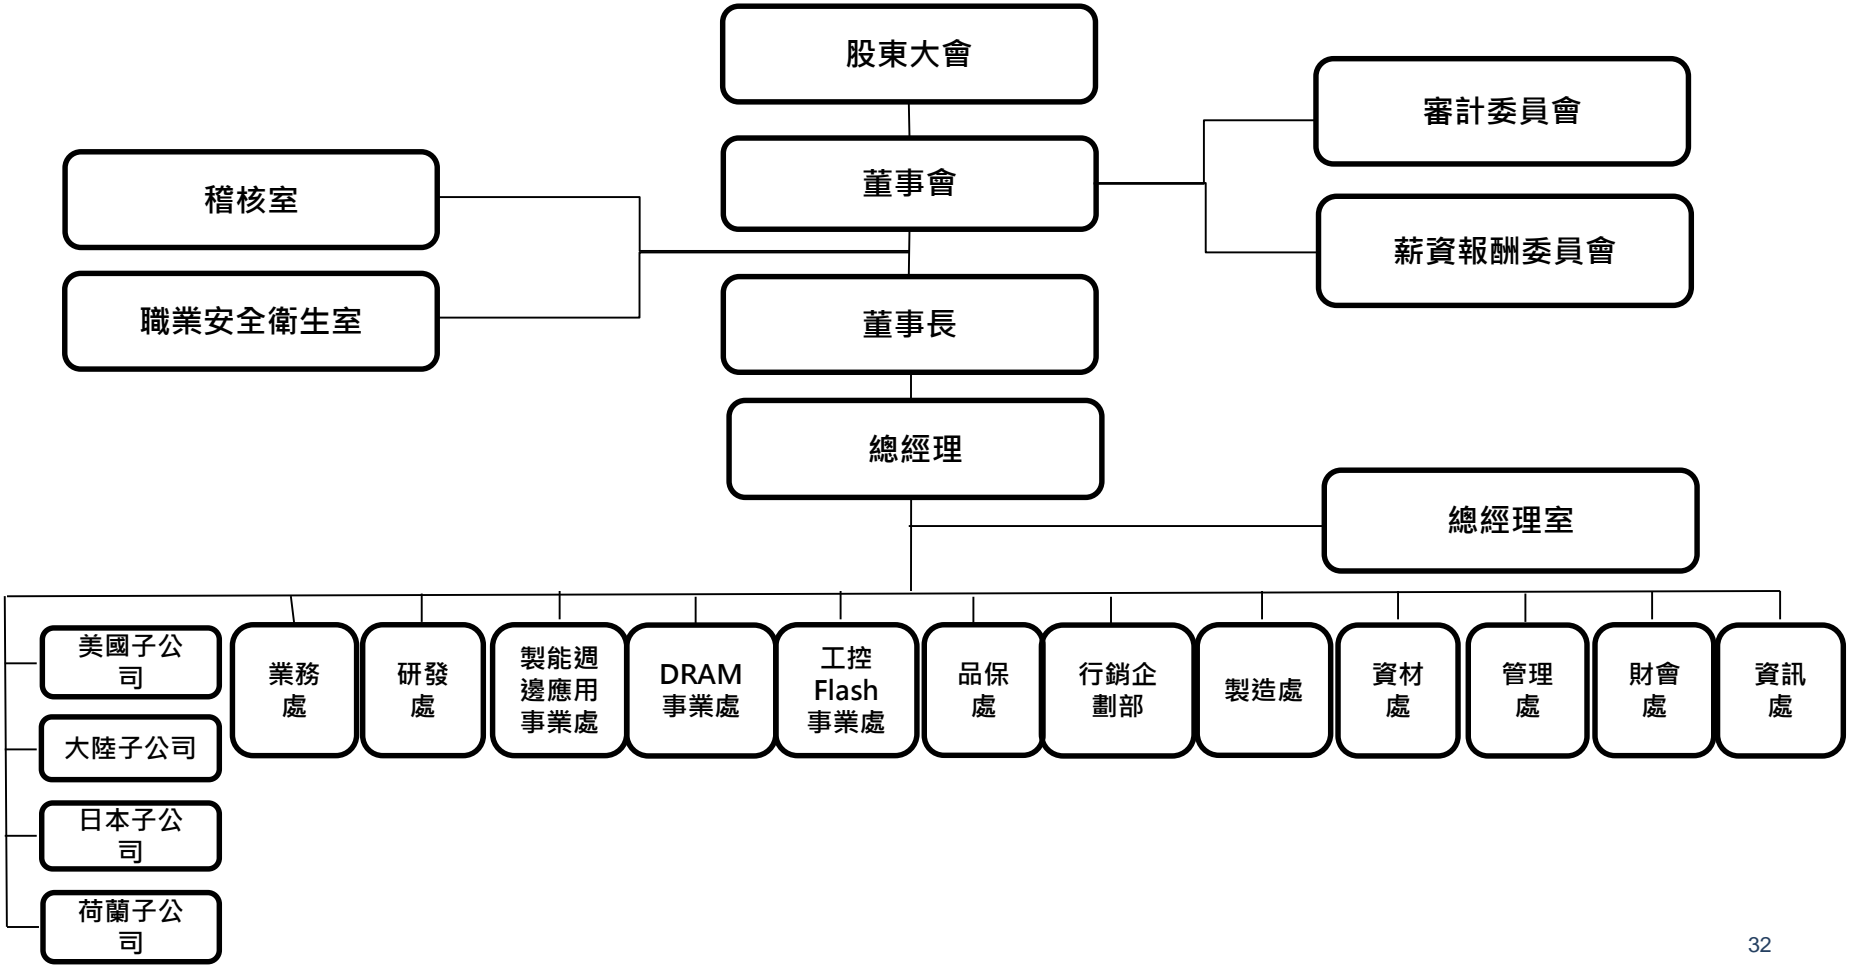 股東大會
審計委員會
董事會
稽核室
薪資報酬委員會
職業安全衛生室
董事長
總經理
總經理室
美國子公
司
大陸子公司
日本子公
司
荷蘭子公
司
業務
處
研發
處
製能週
邊應用
事業處
DRAM
事業處
工控
Flash
事業處
品保
處
行銷企
劃部
製造處
資材
處
管理
處
財會
處
資訊
處
32